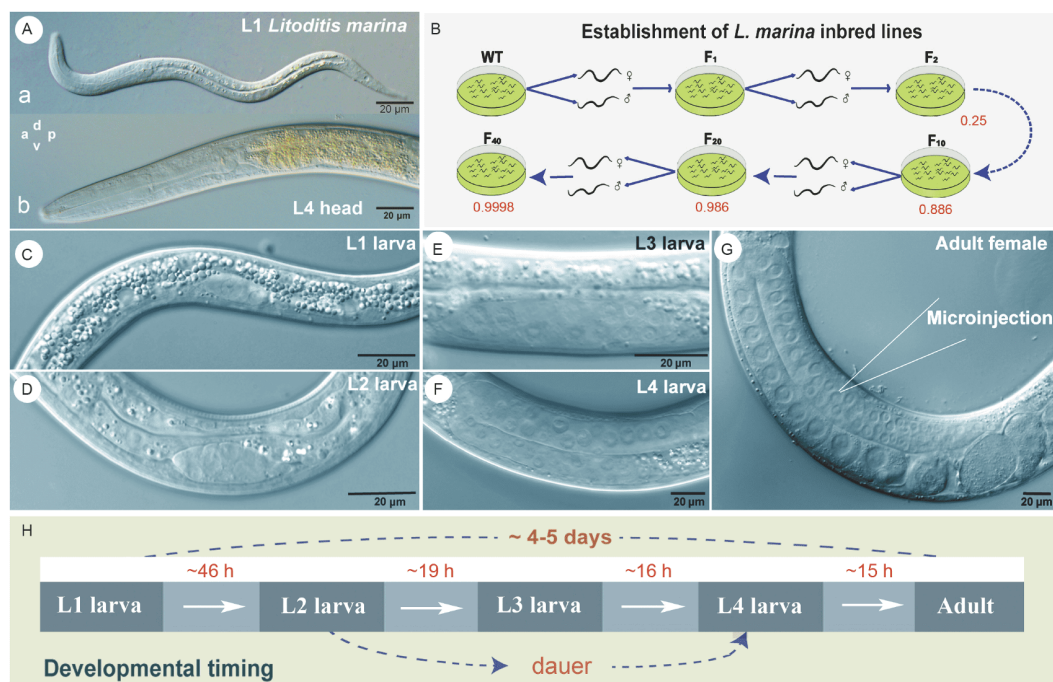 A
L1 Litoditis marina
a
20 µm
d
a p
v
b
L4 head
20 µm
B
Establishment of L. marina inbred lines
WT
♀
♂
F1
♀
♂
F2
0.25
F40
♀
♂
F20
♀
♂
F10
0.9998
0.986
0.886
C
L1 larva
20 µm
D
L2 larva
20 µm
E
L3 larva
20 µm
F
L4 larva
20 µm
G
Adult female
Microinjection
20 µm
H
~ 4-5 days
~46 h
~19 h
~16 h
~15 h
L1 larva
L2 larva
L3 larva
L4 larva
Adult
dauer
Developmental timing